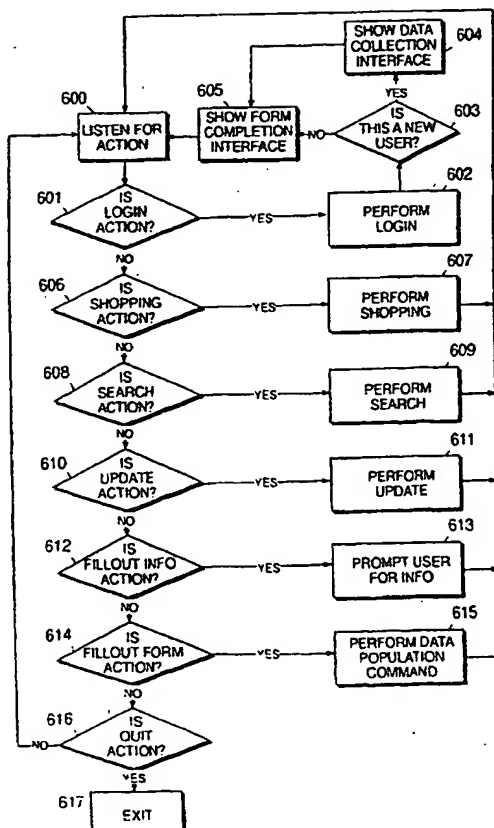 SHOW DATA
COLLECTION
INTERFACE
604
600
LISTEN FOR
ACTION
605
SHOW FORM
COMPLETION
INTERFACE
NO
YES
IS
THIS A NEW
USER?
603
601
IS
LOGIN
ACTION?
YES
602
PERFORM
LOGIN
NO
606
IS
SHOPPING
ACTION?
YES
607
PERFORM
SHOPPING
NO
608
IS
SEARCH
ACTION?
YES
609
PERFORM
SEARCH
NO
610
IS
UPDATE
ACTION?
YES
611
PERFORM
UPDATE
NO
612
IS
FILLOUT INFO
ACTION?
YES
613
PROMPT USER
FOR INFO
NO
614
IS
FILLOUT FORM
ACTION?
YES
615
PERFORM DATA
POPULATION
COMMAND
NO
616
IS
QUIT
ACTION?
NO
YES
617
EXIT